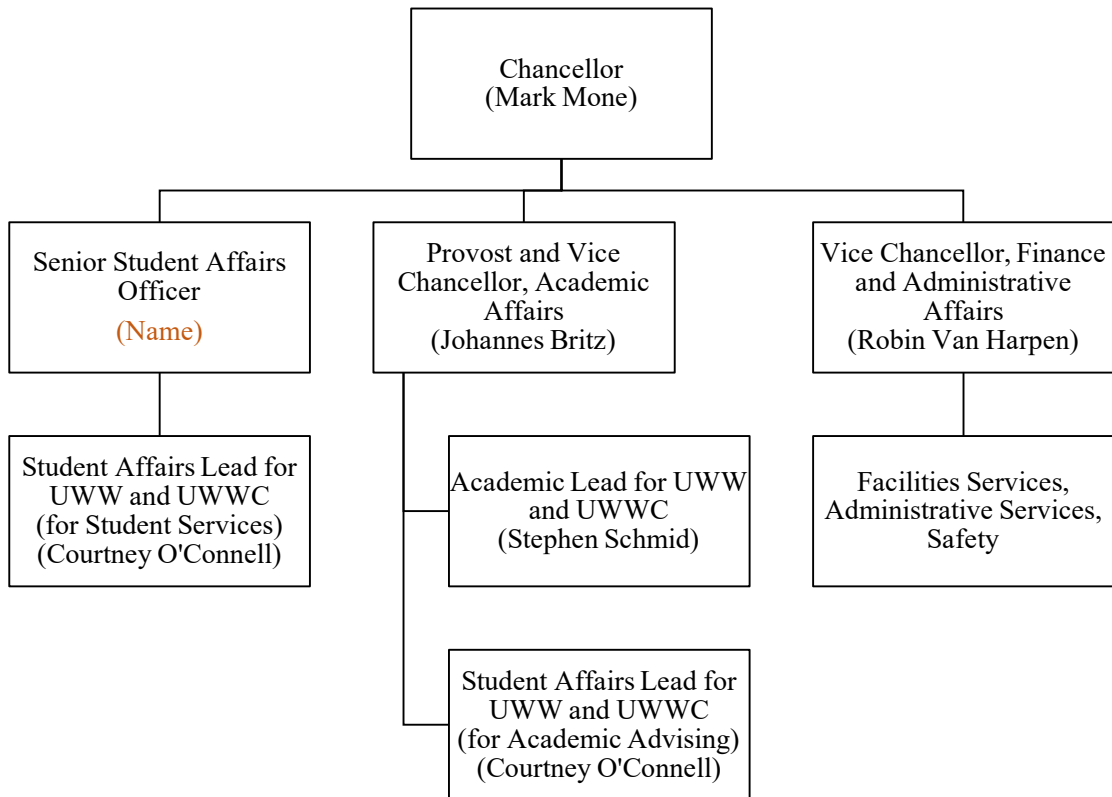 Chancellor
(Mark Mone)
Senior Student Affairs
Officer
(Name)
Provost and Vice
Chancellor, Academic
Affairs
(Johannes Britz)
Vice Chancellor, Finance
and Administrative
Affairs
(Robin Van Harpen)
Student Affairs Lead for
UWW and UWWC
(for Student Services)
(Courtney O'Connell)
Academic Lead for UWW
and UWWC
(Stephen Schmid)
Facilities Services,
Administrative Services,
Safety
Student Affairs Lead for
UWW and UWWC
(for Academic Advising)
(Courtney O'Connell)